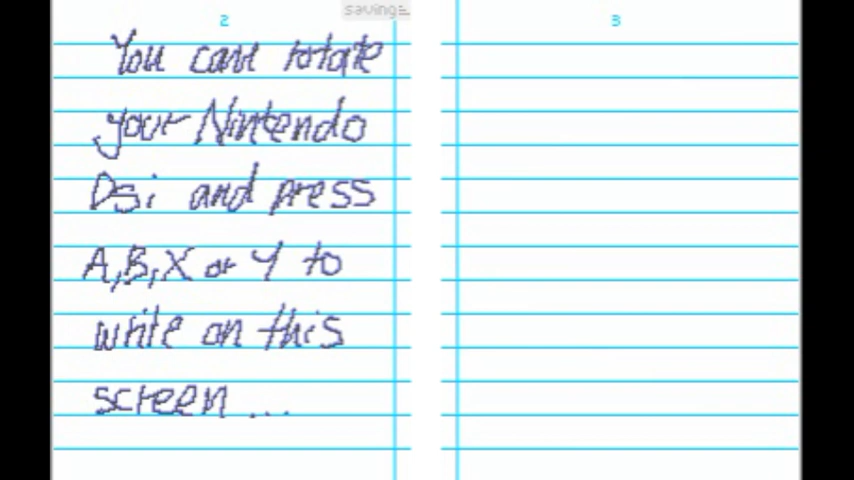 2
saving
3
You can rotate
your Nintendo
Dsi and press
A,B,X or Y to
write on this
screen...